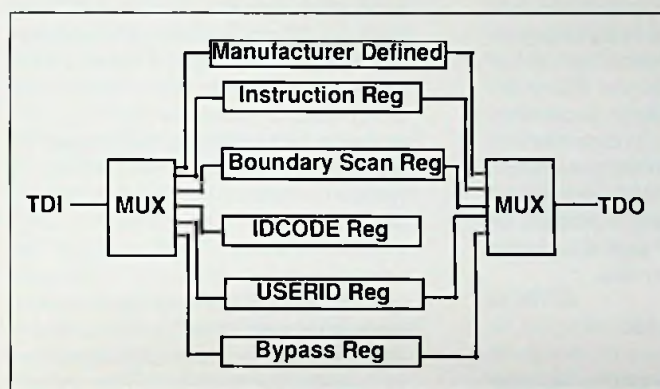 Manufacturer Defined
Instruction Reg
Boundary Scan Reg
TDI MUX MUX TDO
IDCODE Reg
USERID Reg
Bypass Reg